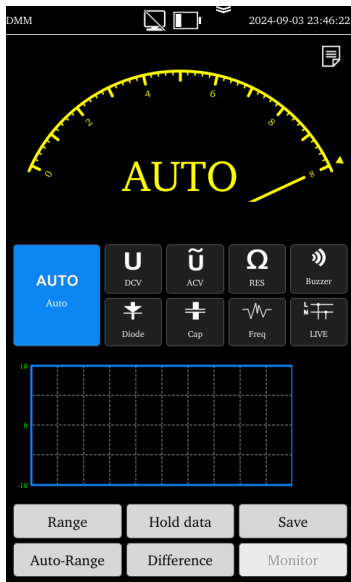 DMM 2024-09-03 23:46:22
0 2 4 6 8 8
AUTO
AUTO
Auto
U
DCV
Ũ
ACV
Ω
RES
Buzzer
Diode
Cap
Freq
L
N
LIVE
10
0
-10
Range Hold data Save
Auto-Range Difference Monitor